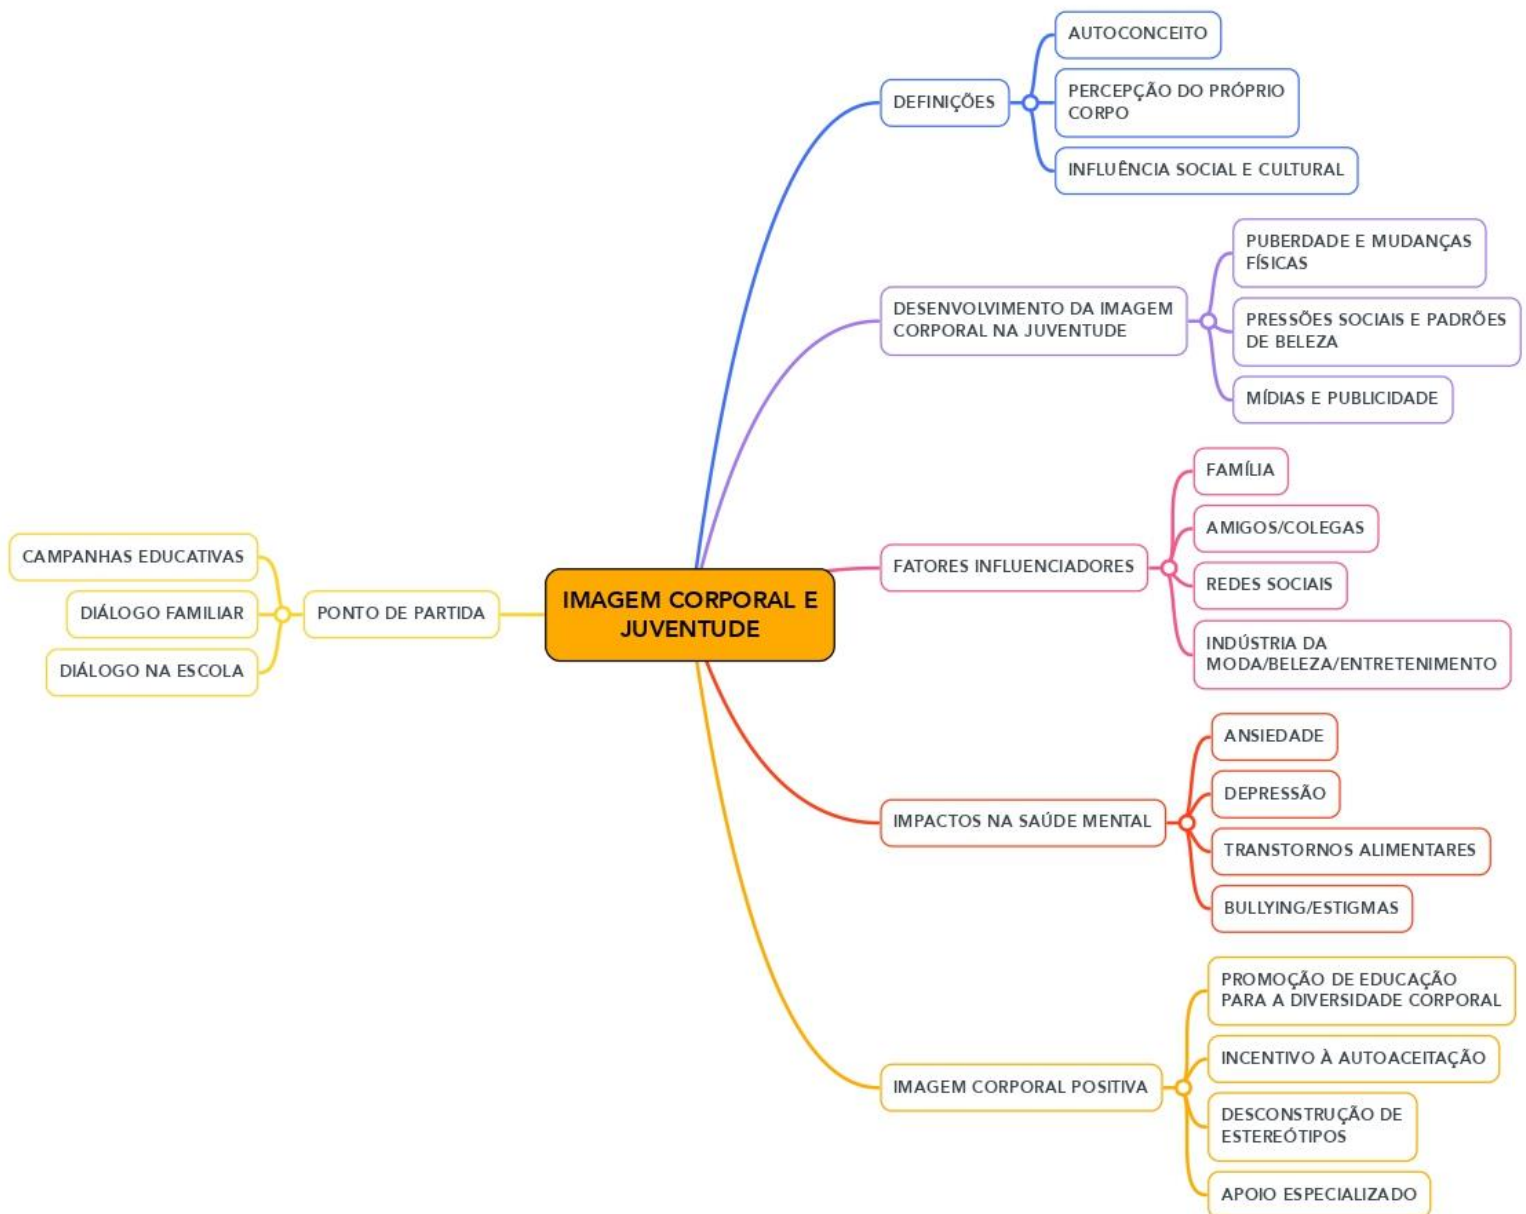 AUTOCONCEITO
DEFINIÇÕES
PERCEPÇÃO DO PRÓPRIO
CORPO
INFLUÊNCIA SOCIAL E CULTURAL
PUBERDADE E MUDANÇAS
FÍSICAS
DESENVOLVIMENTO DA IMAGEM
CORPORAL NA JUVENTUDE
PRESSÕES SOCIAIS E PADRÕES
DE BELEZA
MÍDIAS E PUBLICIDADE
FAMÍLIA
AMIGOS/COLEGAS
FATORES INFLUENCIADORES
REDES SOCIAIS
INDÚSTRIA DA
MODA/BELEZA/ENTRETENIMENTO
CAMPANHAS EDUCATIVAS
DIÁLOGO FAMILIAR
PONTO DE PARTIDA
DIÁLOGO NA ESCOLA
IMAGEM CORPORAL E
JUVENTUDE
ANSIEDADE
DEPRESSÃO
IMPACTOS NA SAÚDE MENTAL
TRANSTORNOS ALIMENTARES
BULLYING/ESTIGMAS
PROMOÇÃO DE EDUCAÇÃO
PARA A DIVERSIDADE CORPORAL
INCENTIVO À AUTOACEITAÇÃO
IMAGEM CORPORAL POSITIVA
DESCONSTRUÇÃO DE
ESTEREÓTIPOS
APOIO ESPECIALIZADO